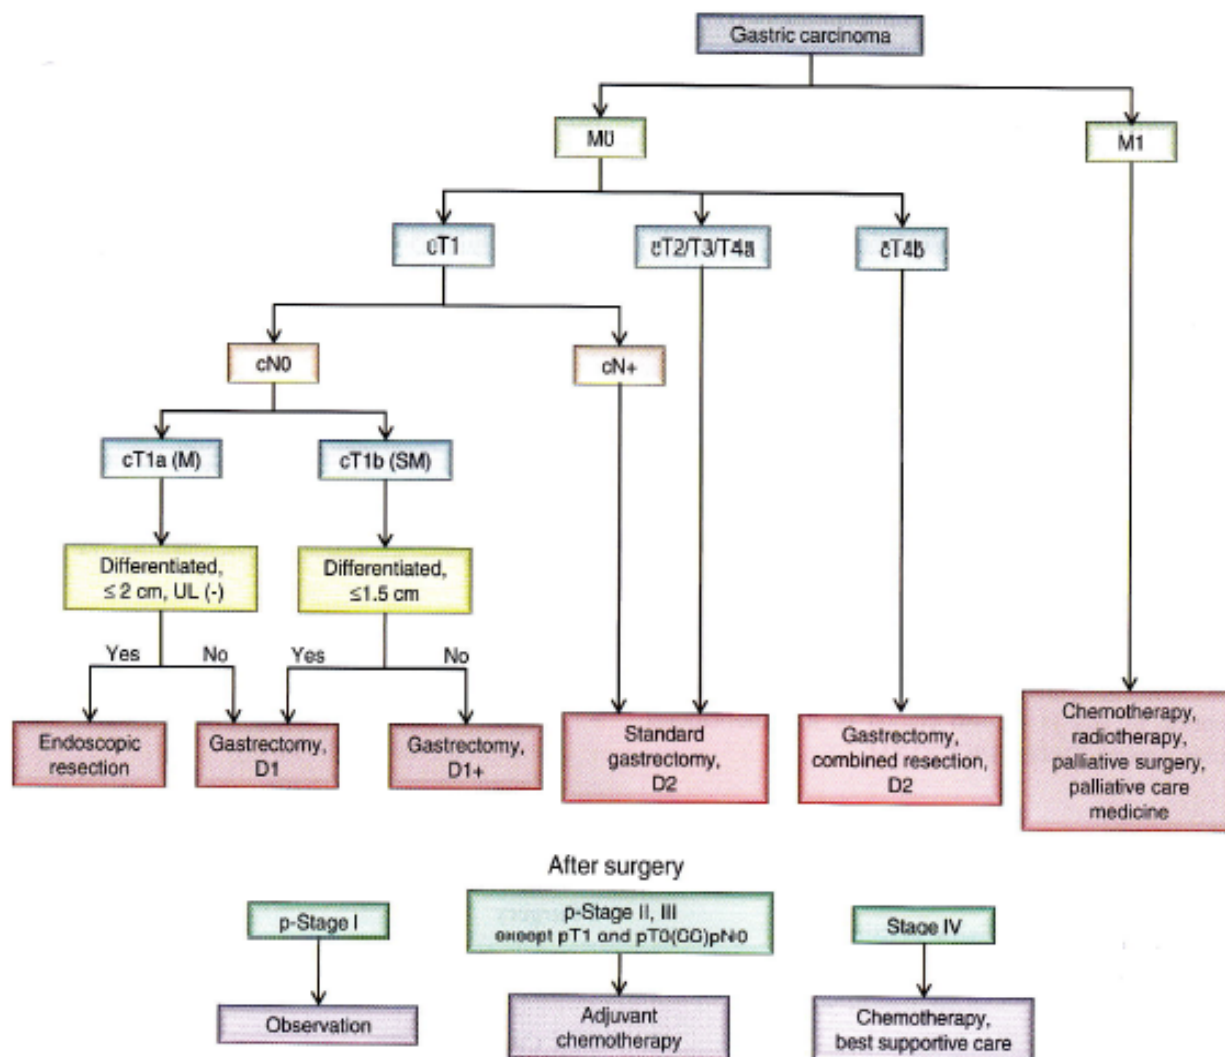 Gastric carcinoma
M0
M1
cT1
cT2/T3/T4a
cT4b
cN0
cN+
cT1a (M)
cT1b (SM)
Differentiated,
≤ 2 cm, UL (-)
Differentiated,
≤1.5 cm
Yes
No
Yes
No
Endoscopic
resection
Gastrectomy,
D1
Gastrectomy,
D1+
Standard
gastrectomy,
D2
Gastrectomy,
combined resection,
D2
Chemotherapy,
radiotherapy,
palliative surgery,
palliative care
medicine
After surgery
p-Stage I
p-Stage II, III
except pT1 and pN0
Stage IV
Observation
Adjuvant
chemotherapy
Chemotherapy,
best supportive care